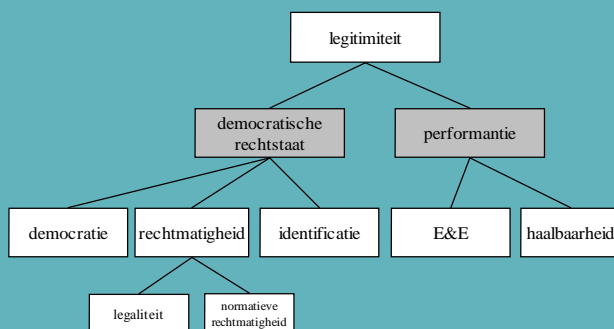 legitimiteit
democratische
rechtstaat
performantie
democratie
rechtmatigheid
identificatie
E&E
haalbaarheid
legaliteit
normatieve
rechtmatigheid